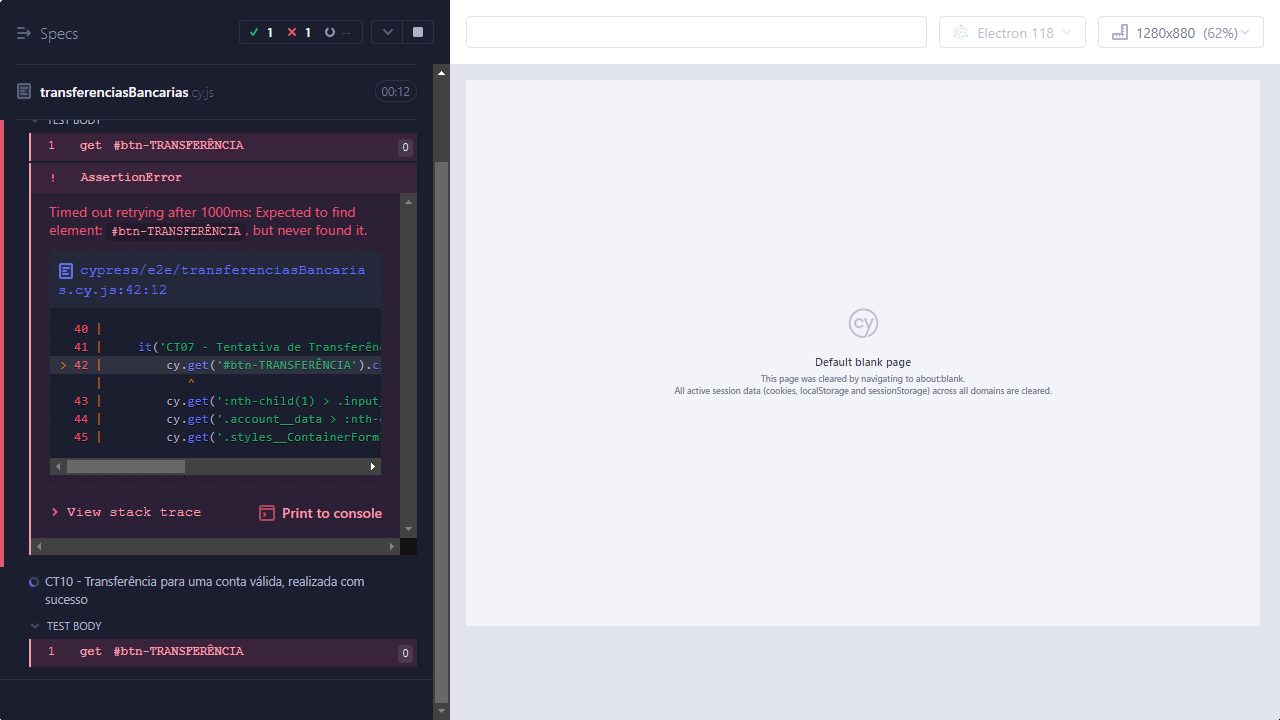 Specs
1
1
--
Electron 118
1280x880 (62%)
transferenciasBancarias.cy.js
00:12
TEST BODY
1 get #btn-TRANSFERÊNCIA
0
! AssertionError
Timed out retrying after 1000ms: Expected to find
element: #btn-TRANSFERÊNCIA, but never found it.
cypress/e2e/transferenciasBancaria
s.cy.js:42:12
40 |
41 | it('CT07 - Tentativa de Transferên
> 42 | cy.get('#btn-TRANSFERÊNCIA').c
| ^
43 | cy.get(':nth-child(1) > .input_
44 | cy.get('.account__data > :nth-
45 | cy.get('.styles__ContainerForm
View stack trace
Print to console
CT10 - Transferência para uma conta válida, realizada com
sucesso
TEST BODY
1 get #btn-TRANSFERÊNCIA
0
cy
Default blank page
This page was cleared by navigating to about:blank.
All active session data (cookies, localStorage and sessionStorage) across all domains are cleared.